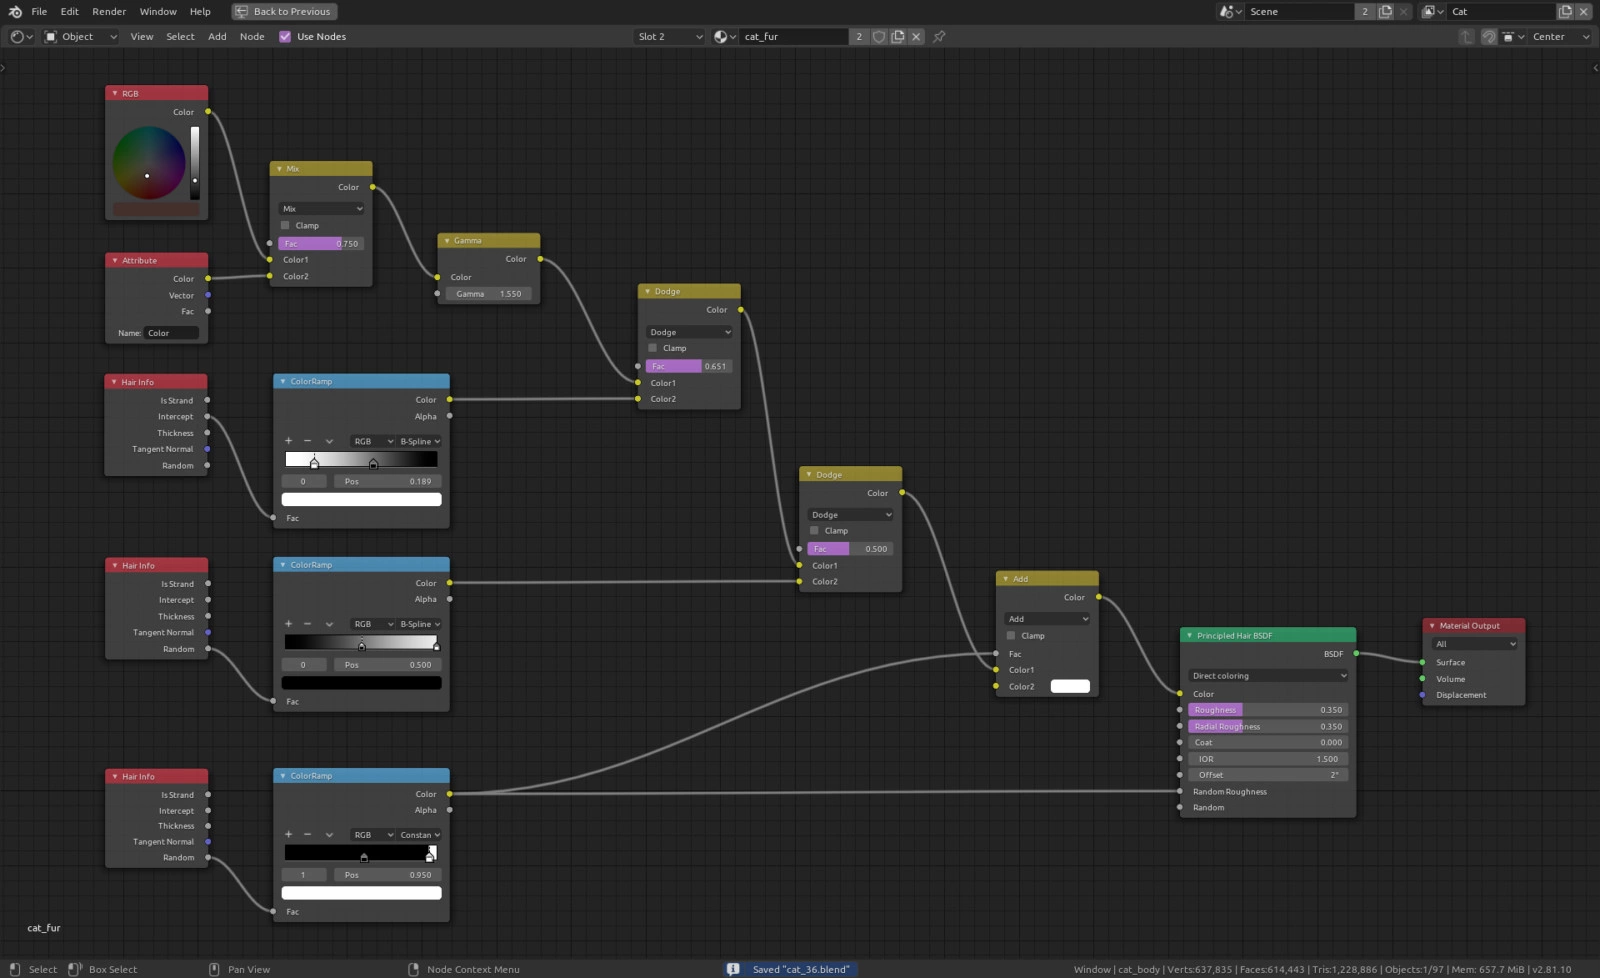 File Edit Render Window Help Back to Previous Scene 2 Cat
Object View Select Add Node Use Nodes Slot 2 cat_fur 2 Center
RGB
Color
Mix
Color
Mix
Clamp
Fac 0.750
Color1
Color2
Gamma
Color
Color
Gamma 1.550
Attribute
Color
Vector
Fac
Name: Color
Dodge
Color
Dodge
Clamp
Fac 0.651
Color1
Color2
Hair Info
Is Strand
Intercept
Thickness
Tangent Normal
Random
ColorRamp
Color
Alpha
RGB B-Spline
0 Pos 0.189
Fac
Dodge
Color
Dodge
Clamp
Fac 0.500
Color1
Color2
Hair Info
Is Strand
Intercept
Thickness
Tangent Normal
Random
ColorRamp
Color
Alpha
RGB B-Spline
0 Pos 0.500
Fac
Add
Color
Add
Clamp
Fac
Color1
Color2
Principled Hair BSDF
BSDF
Direct coloring
Color
Roughness 0.350
Radial Roughness 0.350
Coat 0.000
IOR 1.500
Offset 2°
Random Roughness
Random
Material Output
All
Surface
Volume
Displacement
Hair Info
Is Strand
Intercept
Thickness
Tangent Normal
Random
ColorRamp
Color
Alpha
RGB Constan
1 Pos 0.950
Fac
cat_fur
Select Box Select Pan View Node Context Menu Saved "cat_36.blend" Window | cat_body | Verts:637,835 | Faces:614,443 | Tris:1,228,886 | Objects:1/97 | Mem: 657.7 MiB | v2.81.10